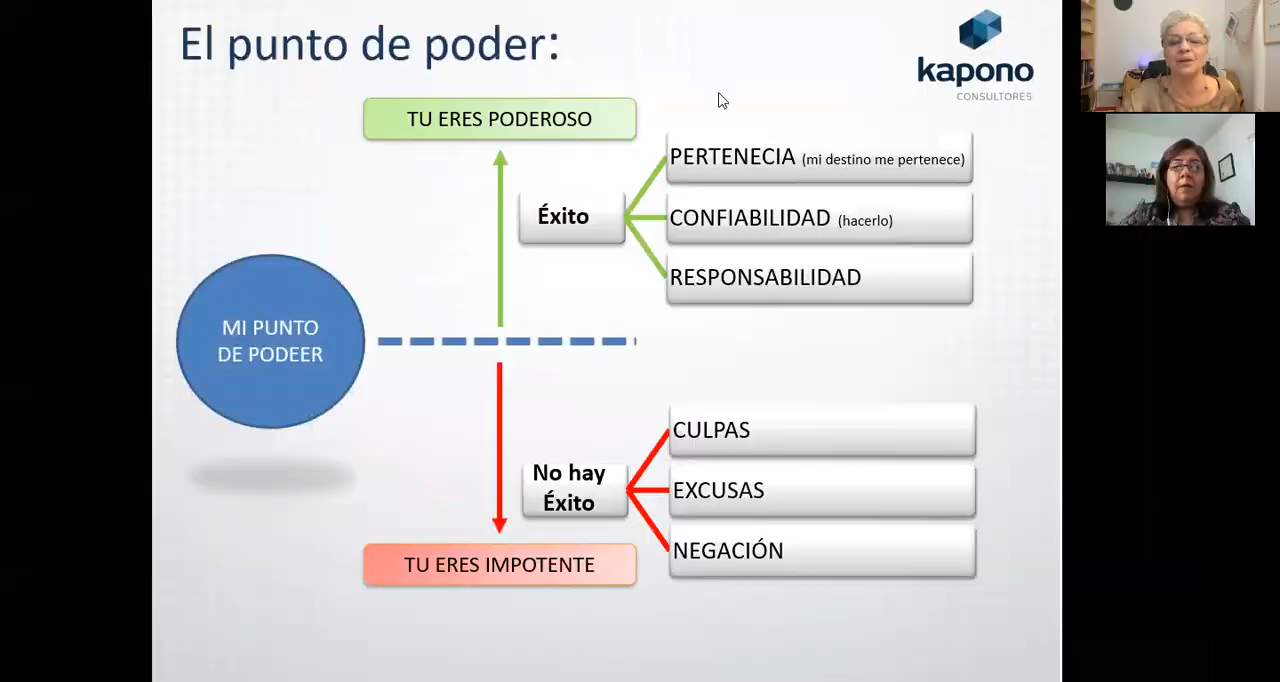 El punto de poder:
kapono
CONSULTORES
TU ERES PODEROSO
PERTENECIA (mi destino me pertenece)
Éxito
CONFIABILIDAD (hacerlo)
RESPONSABILIDAD
MI PUNTO
DE PODEER
CULPAS
No hay
Éxito
EXCUSAS
NEGACIÓN
TU ERES IMPOTENTE